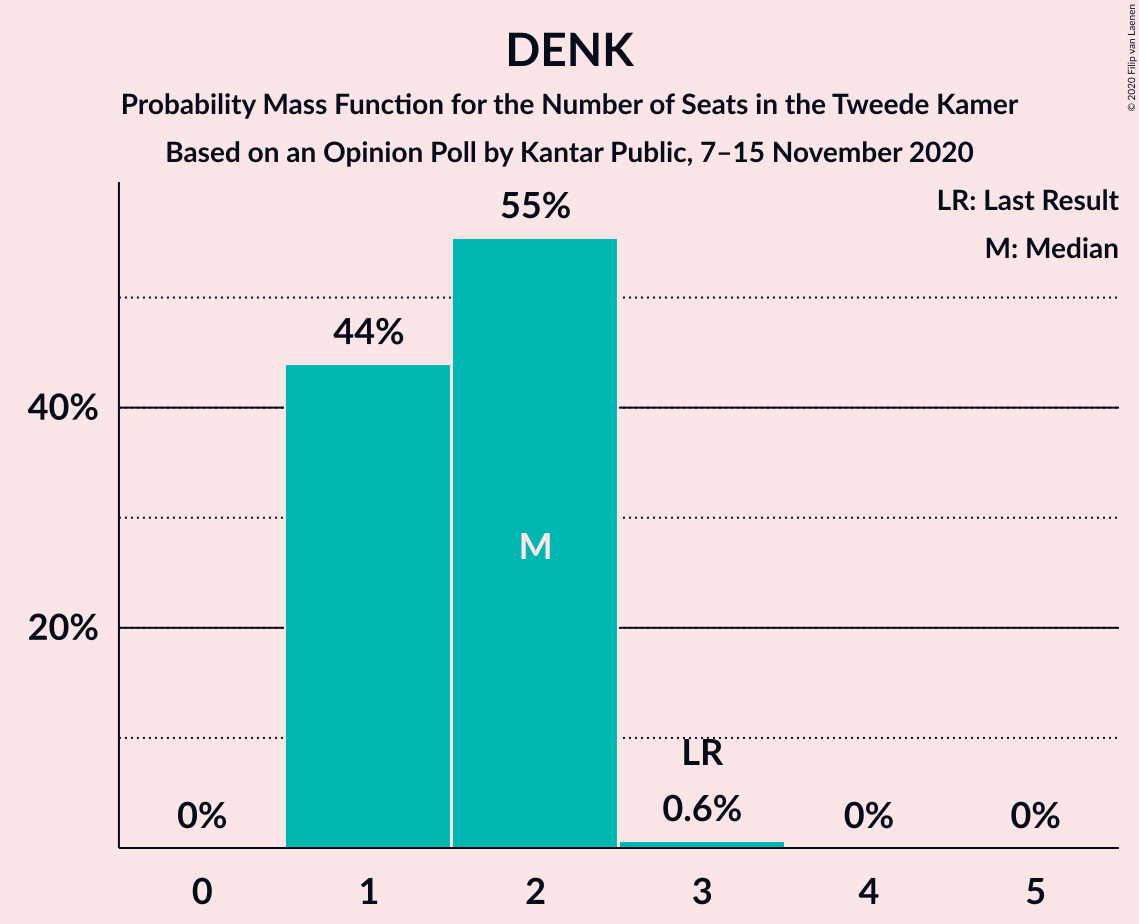 DENK
Probability Mass Function for the Number of Seats in the Tweede Kamer
Based on an Opinion Poll by Kantar Public, 7–15 November 2020
© 2020 Filip van Laenen
LR: Last Result
M: Median
55%
44%
40%
M
20%
LR
0%
0.6%
0%
0%
0
1
2
3
4
5